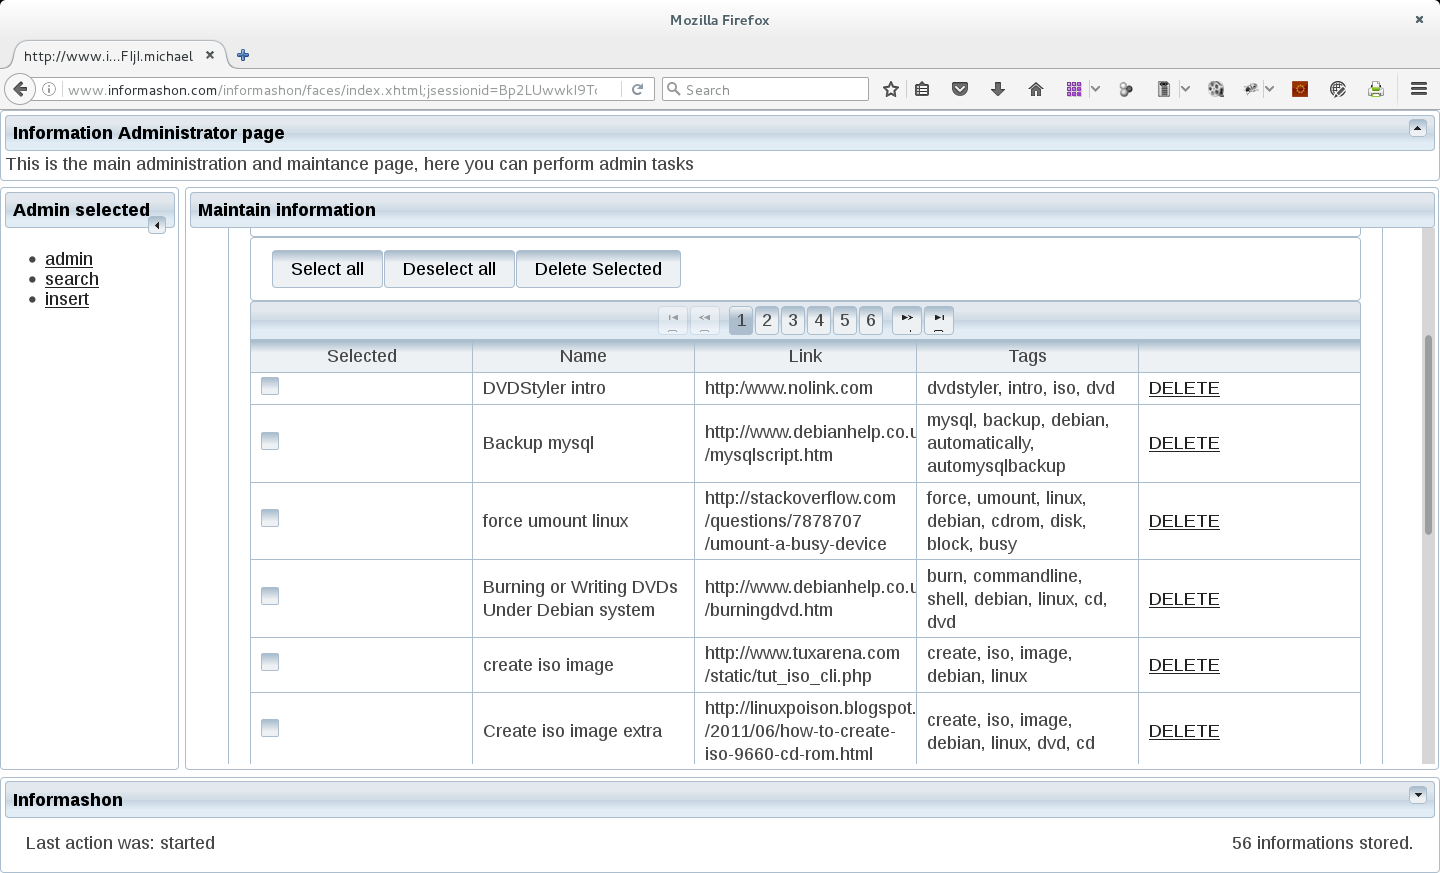 Mozilla Firefox
http://www.i...FIjl.michael
www.informashon.com/informashon/faces/index.xhtml;jsessionid=Bp2LUwwkI9Tc
Search
Information Administrator page
This is the main administration and maintance page, here you can perform admin tasks
Admin selected
admin
search
insert
Maintain information
Select all Deselect all Delete Selected
1 2 3 4 5 6
Selected Name Link Tags
DVDStyler intro http:/www.nolink.com dvdstyler, intro, iso, dvd DELETE
Backup mysql http://www.debianhelp.co.u mysql, backup, debian, DELETE
/mysqlscript.htm automatically,
automysqlbackup
force umount linux http://stackoverflow.com force, umount, linux, DELETE
/questions/7878707 debian, cdrom, disk,
/umount-a-busy-device block, busy
Burning or Writing DVDs http://www.debianhelp.co.u burn, commandline, DELETE
Under Debian system /burningdvd.htm shell, debian, linux, cd,
dvd
create iso image http://www.tuxarena.com create, iso, image, DELETE
/static/tut_iso_cli.php debian, linux
Create iso image extra http://linuxpoison.blogspot. create, iso, image, DELETE
/2011/06/how-to-create- debian, linux, dvd, cd
iso-9660-cd-rom.html
Informashon
Last action was: started 56 informations stored.